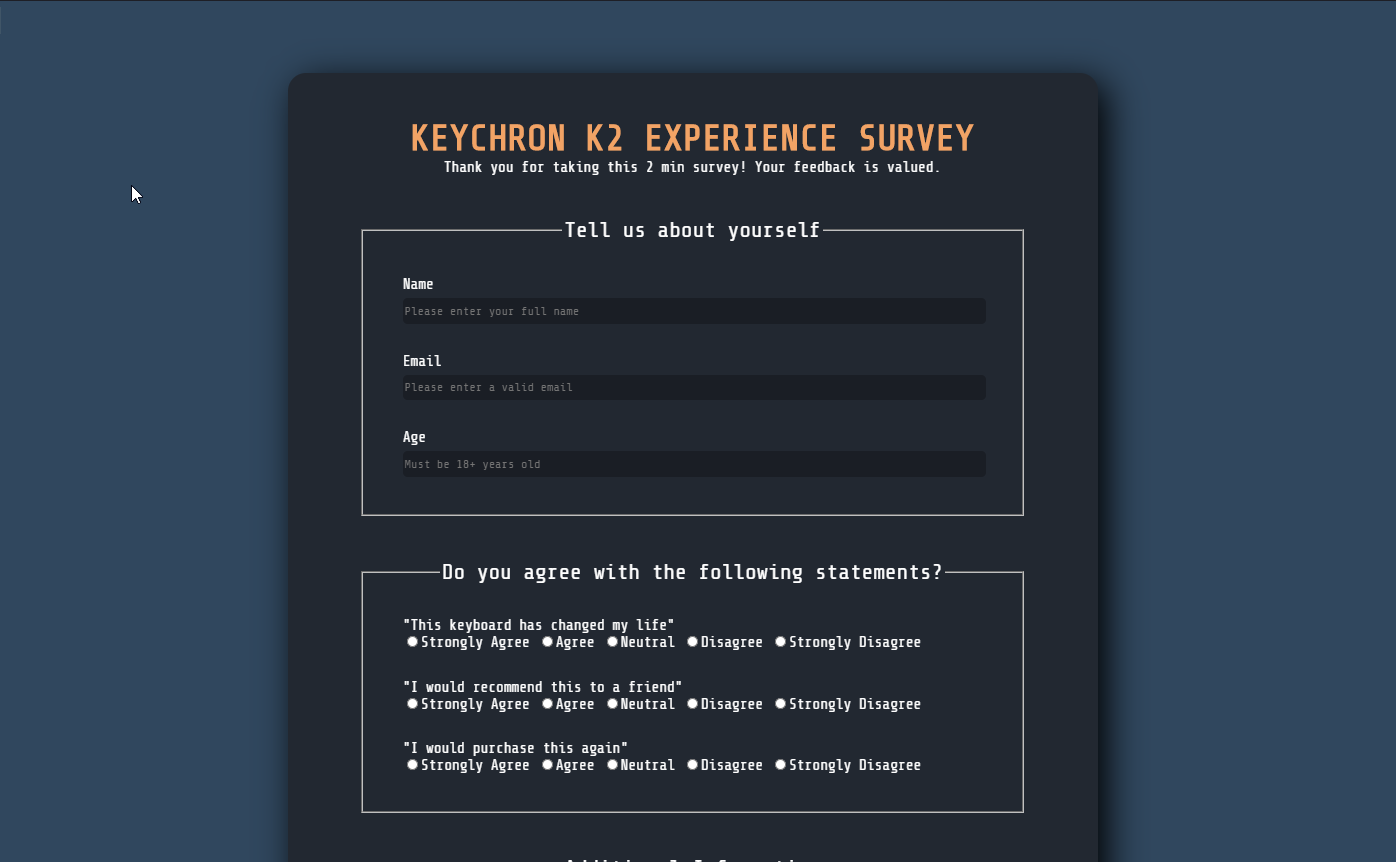 KEYCHRON K2 EXPERIENCE SURVEY
Thank you for taking this 2 min survey! Your feedback is valued.
Tell us about yourself
Name
Please enter your full name
Email
Please enter a valid email
Age
Must be 18+ years old
Do you agree with the following statements?
"This keyboard has changed my life"
Strongly Agree Agree Neutral Disagree Strongly Disagree
"I would recommend this to a friend"
Strongly Agree Agree Neutral Disagree Strongly Disagree
"I would purchase this again"
Strongly Agree Agree Neutral Disagree Strongly Disagree